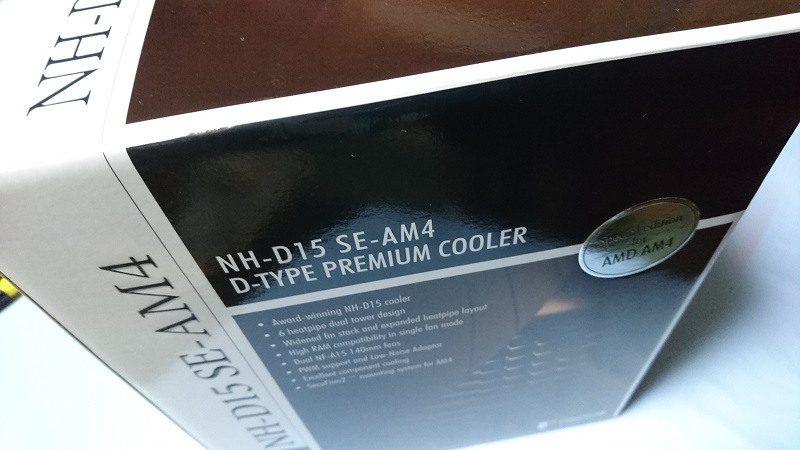 NH-D
NH-D15 SE-AM4
NH-D15 SE-AM4
D-TYPE PREMIUM COOLER
Special edition
for
AMD AM4
• Award-winning NH-D15 cooler
• 6 heatpipe dual tower design
• Widened fin stack and expanded heatpipe layout
• High RAM compatibility in single fan mode
• Dual NF-A15 140mm fans
• PWM support and Low-Noise Adaptor
• Excellent component cooling
• SecuFirm2™ mounting system for AM4